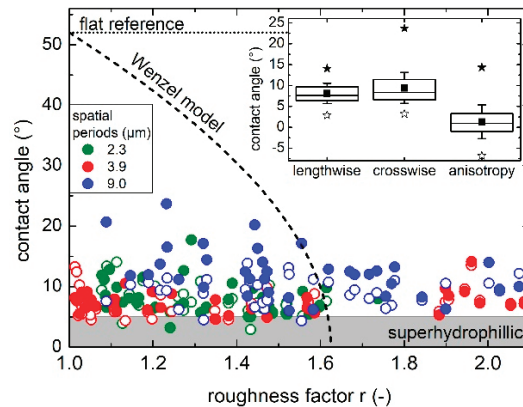 50
40
30
20
10
0
contact angle (°)
flat reference
Wenzel model
spatial
periods (µm)
2.3
3.9
9.0
25
20
15
10
5
0
-5
contact angle (°)
lengthwise crosswise anisotropy
superhydrophillic
1.0 1.2 1.4 1.6 1.8 2.0
roughness factor r (-)